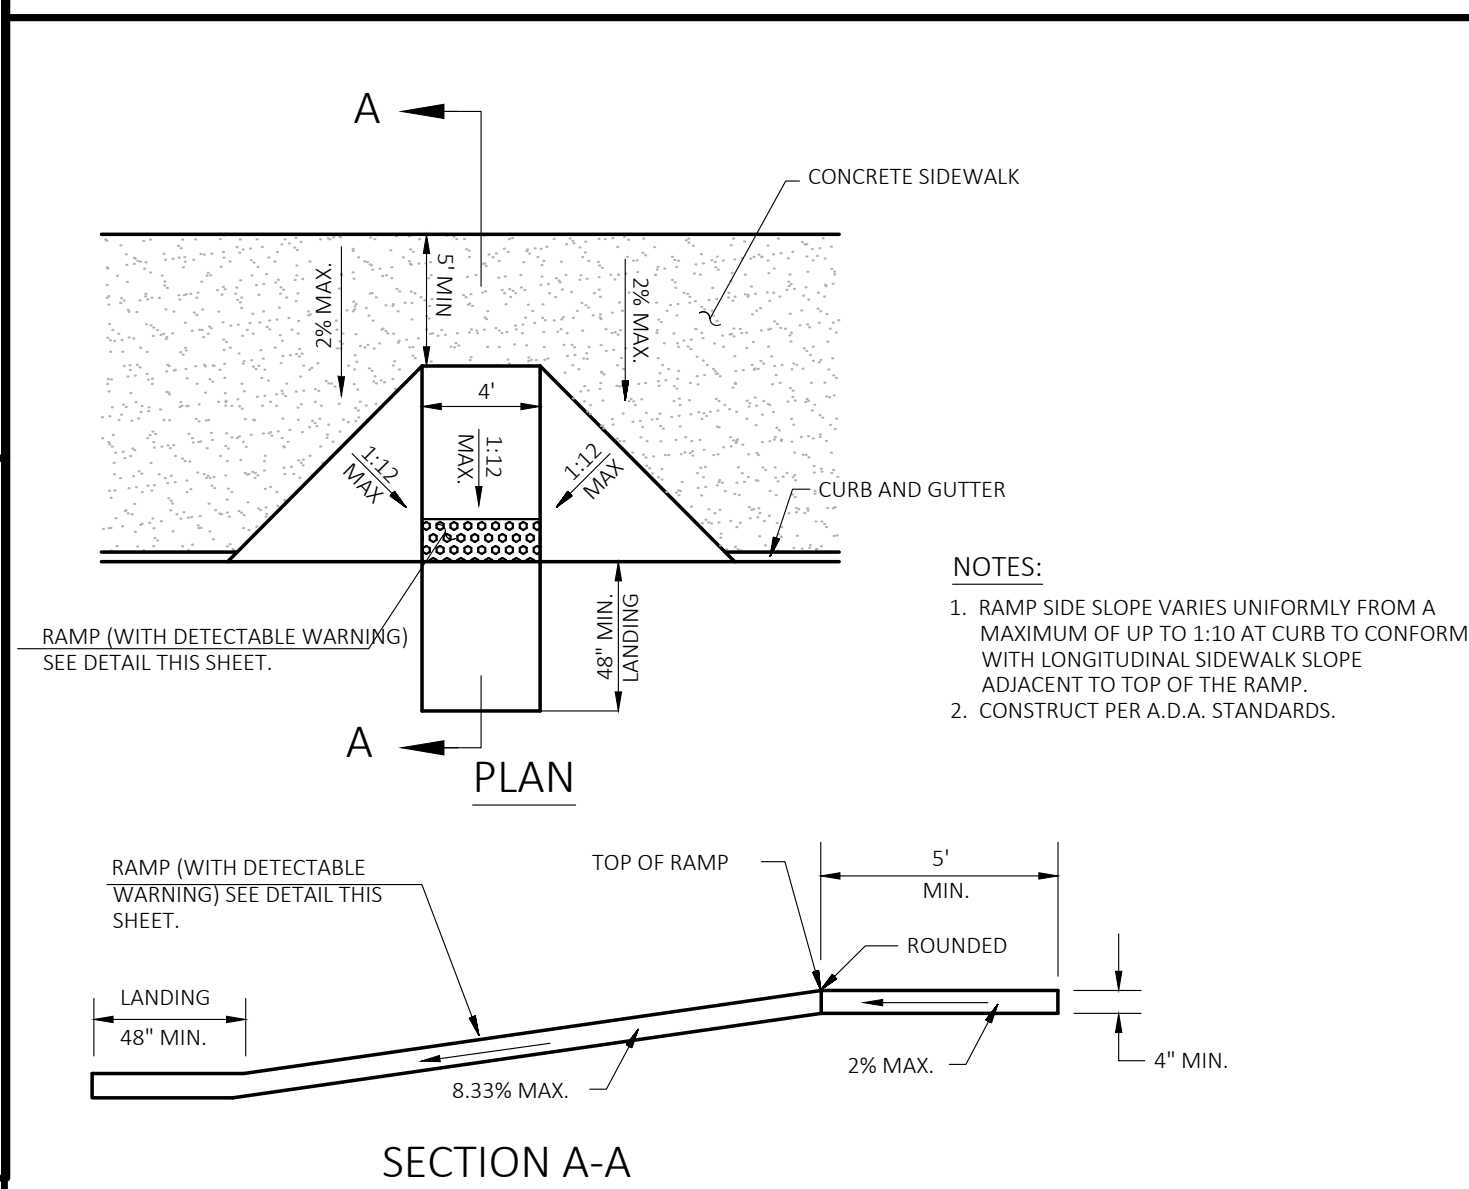 A
CONCRETE SIDEWALK
2% MAX.
5' MIN
2% MAX.
4'
1:12
MAX
1:12
MAX.
1:12
MAX
CURB AND GUTTER
RAMP (WITH DETECTABLE WARNING)
SEE DETAIL THIS SHEET.
48" MIN.
LANDING
A
PLAN
NOTES:
1. RAMP SIDE SLOPE VARIES UNIFORMLY FROM A
MAXIMUM OF UP TO 1:10 AT CURB TO CONFORM
WITH LONGITUDINAL SIDEWALK SLOPE
ADJACENT TO TOP OF THE RAMP.
2. CONSTRUCT PER A.D.A. STANDARDS.
RAMP (WITH DETECTABLE
WARNING) SEE DETAIL THIS
SHEET.
TOP OF RAMP
5'
MIN.
ROUNDED
LANDING
48" MIN.
8.33% MAX.
2% MAX.
4" MIN.
SECTION A-A